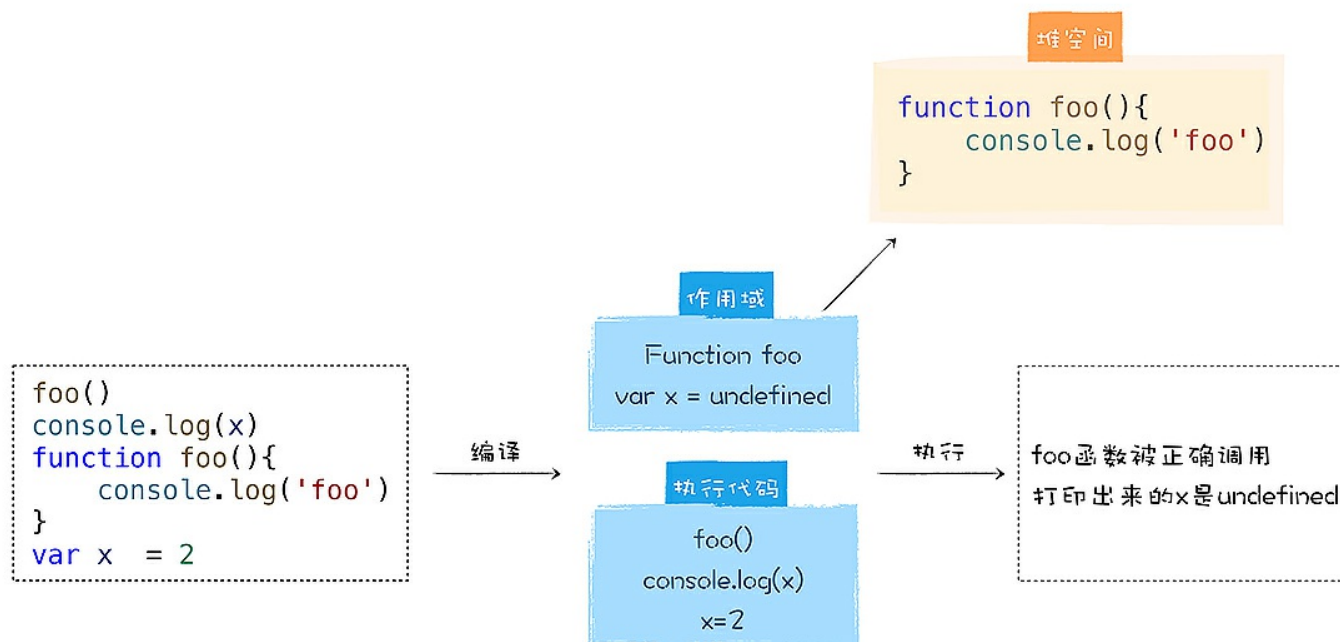 堆空间
function foo(){
    console.log('foo')
}
作用域
Function foo
var x = undefined
foo()
console.log(x)
function foo(){
    console.log('foo')
}
var x  = 2
编译
执行代码
foo()
console.log(x)
x=2
执行
foo函数被正确调用
打印出来的x是undefined